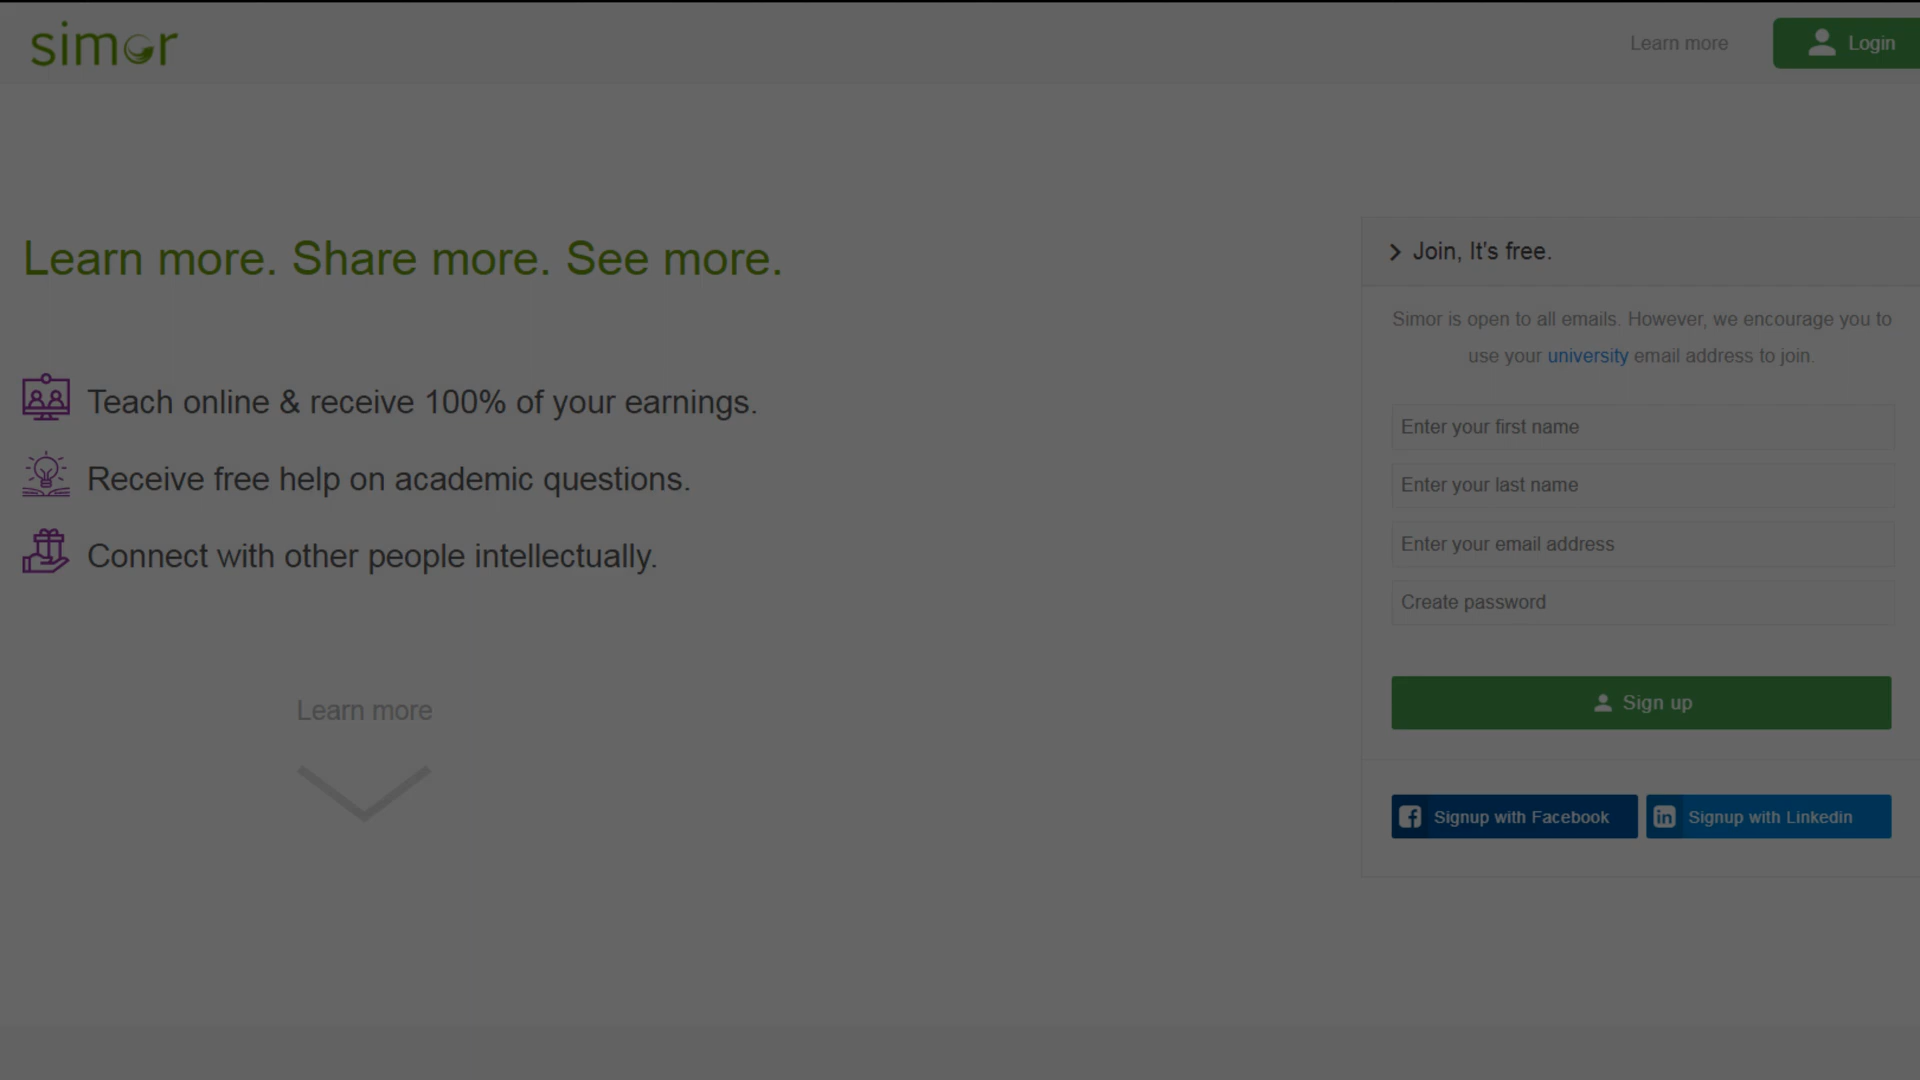 simor
Learn more
Login
Learn more. Share more. See more.
Teach online & receive 100% of your earnings.
Receive free help on academic questions.
Connect with other people intellectually.
Learn more
Join, It's free.
Simor is open to all emails. However, we encourage you to
use your university email address to join.
Enter your first name
Enter your last name
Enter your email address
Create password
Sign up
Signup with Facebook
Signup with Linkedin